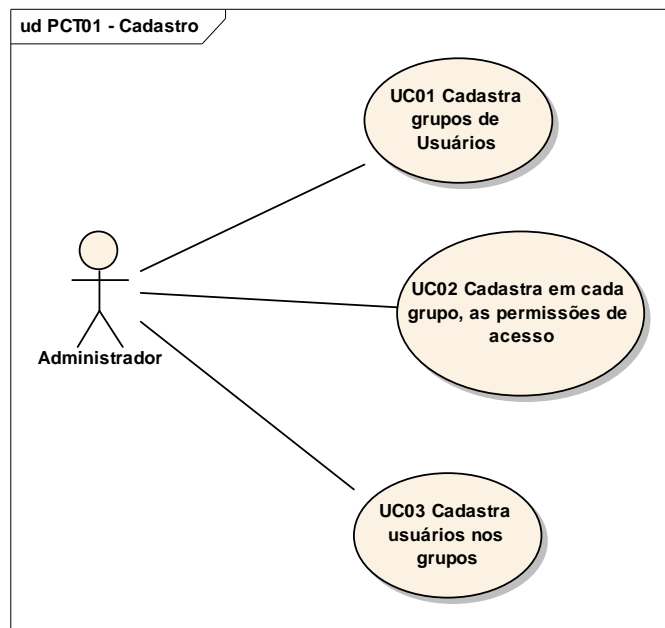 ud PCT01 - Cadastro
UC01 Cadastra
grupos de
Usuários
UC02 Cadastra em cada
grupo, as permissões de
acesso
Administrador
UC03 Cadastra
usuários nos
grupos